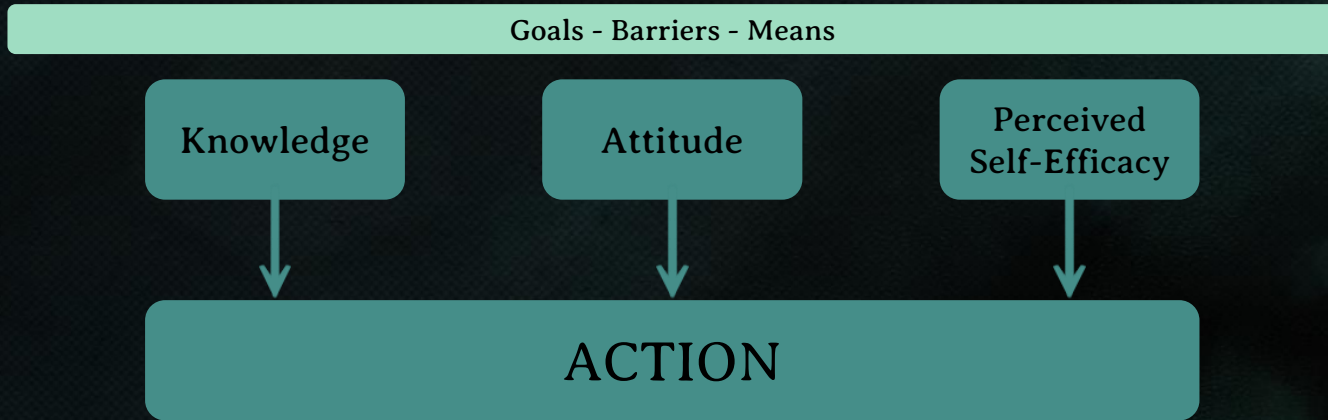 Goals - Barriers - Means
Knowledge
Attitude
Perceived
Self-Efficacy
ACTION